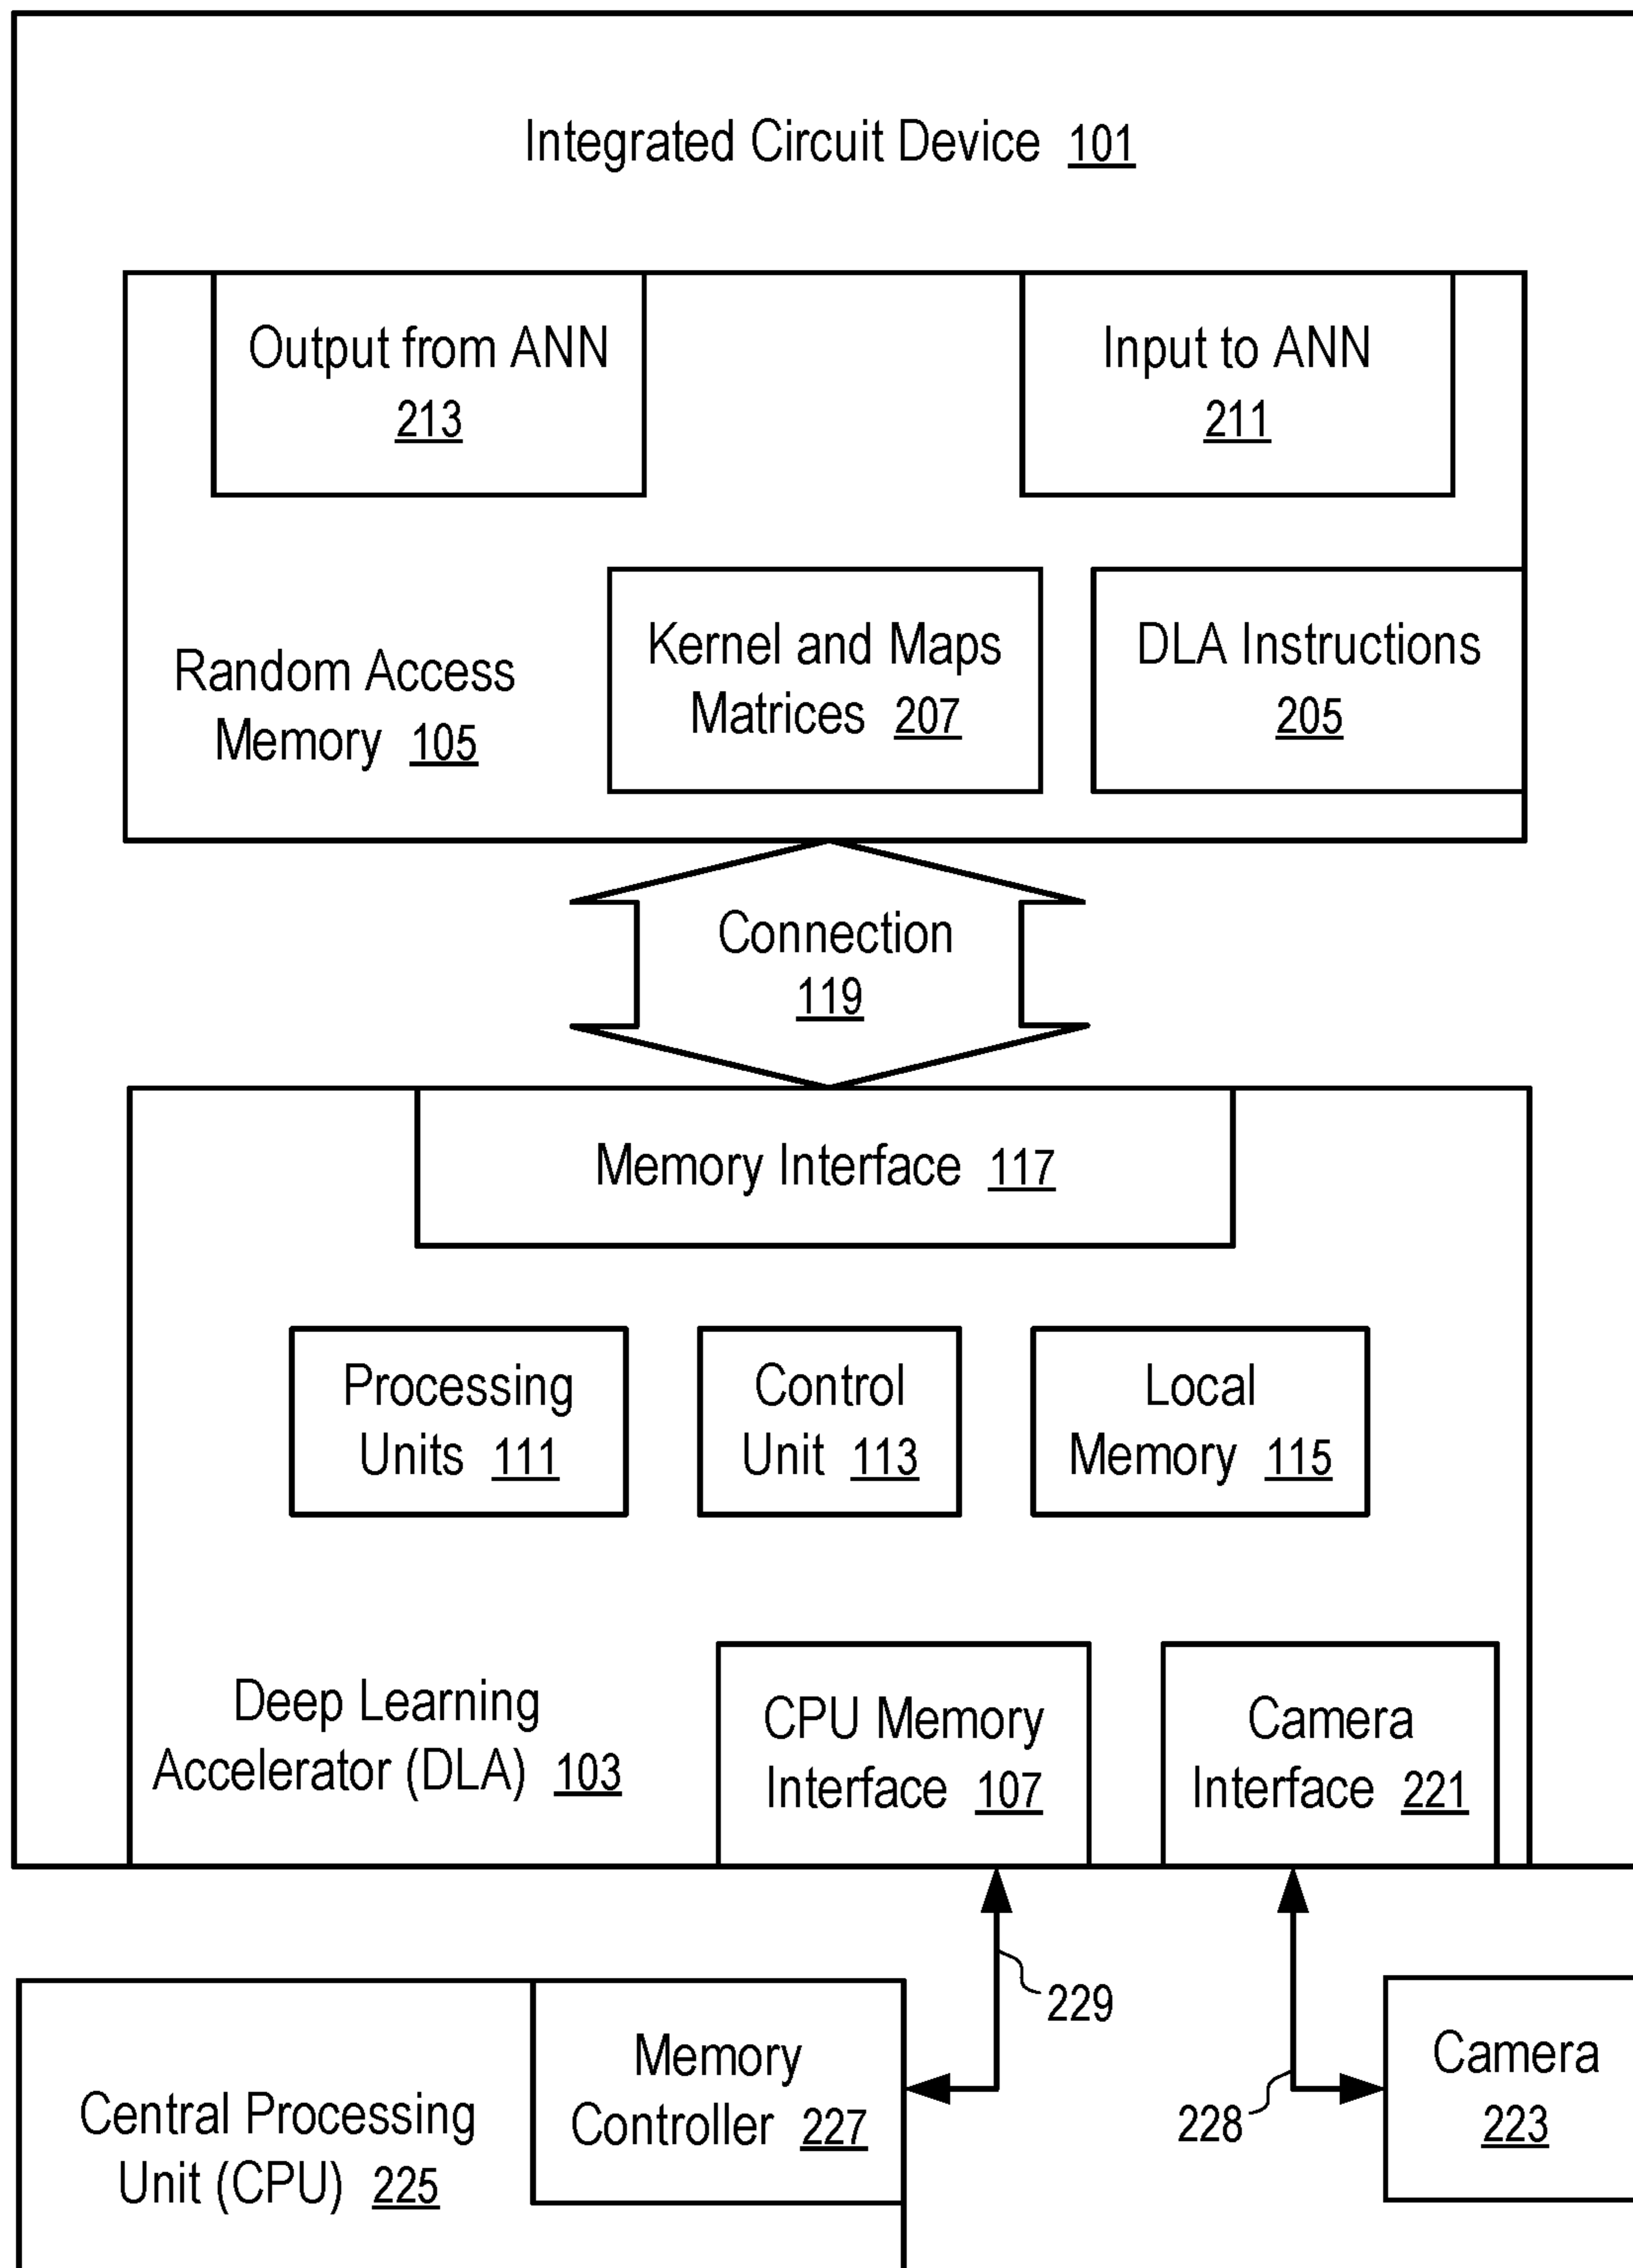 Integrated Circuit Device 101
Output from ANN
213
Input to ANN
211
Random Access
Memory 105
Kernel and Maps
Matrices 207
DLA Instructions
205
Connection
119
Memory Interface 117
Processing
Units 111
Control
Unit 113
Local
Memory 115
Deep Learning
Accelerator (DLA) 103
CPU Memory
Interface 107
Camera
Interface 221
229
228
Central Processing
Unit (CPU) 225
Memory
Controller 227
Camera
223